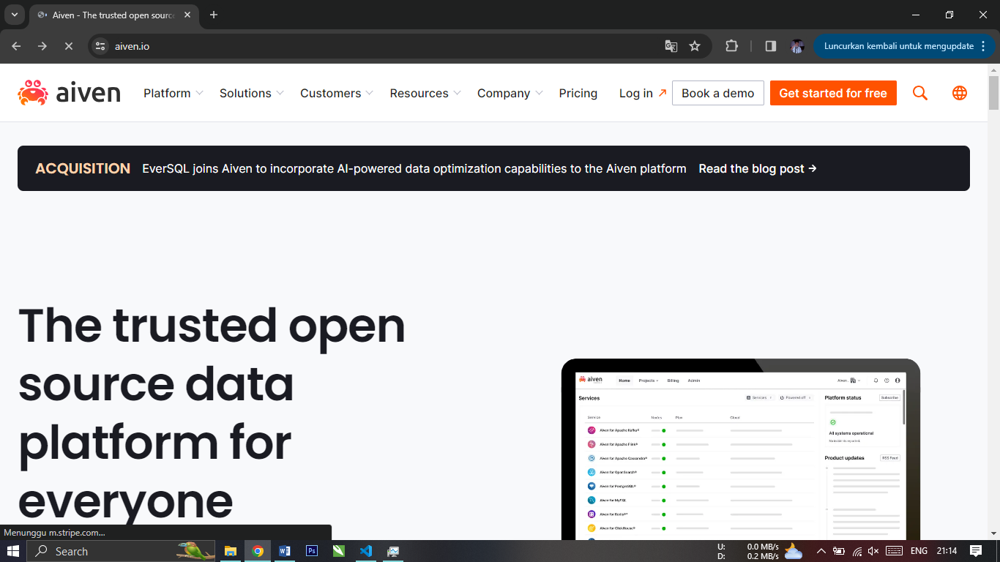 Aiven - The trusted open sourc
aiven.io
Luncurkan kembali untuk mengupdate
aiven
Platform
Solutions
Customers
Resources
Company
Pricing
Log in
Book a demo
Get started for free
ACQUISITION EverSQL joins Aiven to incorporate AI-powered data optimization capabilities to the Aiven platform Read the blog post →
The trusted open
source data
platform for
everyone
aiven
Home
Projects
Billing
Admin
Aiven
Services
Services
Powered off
Platform status
Subscribe
Service
Nodes
Plan
Cloud
Aiven for Apache Kafka®
Aiven for Apache Flink®
Aiven for Apache Cassandra®
Aiven for OpenSearch®
Aiven for PostgreSQL®
Aiven for MySQL
Aiven for Redis®*
Aiven for ClickHouse®
All systems operational
Product updates
RSS Feed
Menunggu m.stripe.com...
Search
U: 0.0 MB/s
D: 0.2 MB/s
ENG
21:14